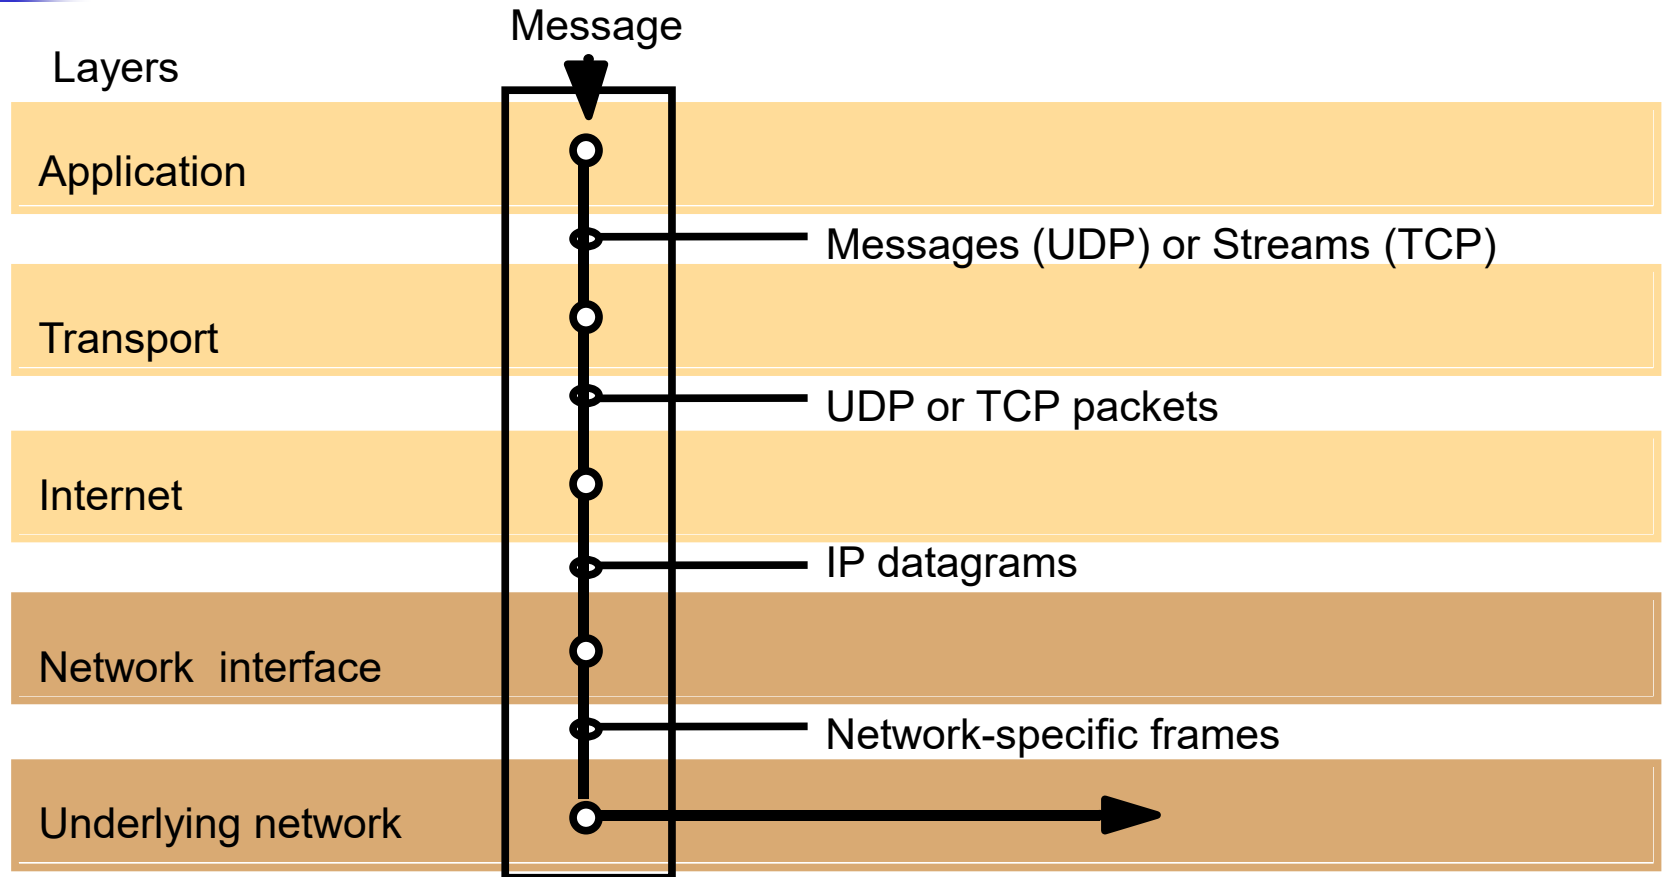 Message
Layers
Application
Messages (UDP) or Streams (TCP)
Transport
UDP or TCP packets
Internet
IP datagrams
Network interface
Network-specific frames
Underlying network